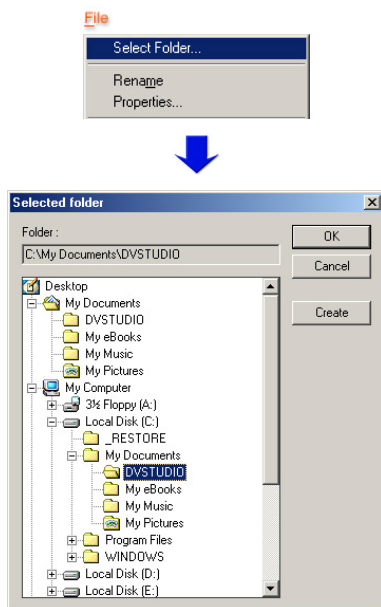 File
Select Folder...
Rename
Properties...
Selected folder
Folder :
OK
C:\My Documents\DVSTUDIO
Cancel
Create
Desktop
My Documents
DVSTUDIO
My eBooks
My Music
My Pictures
My Computer
3½ Floppy (A:)
Local Disk (C:)
_RESTORE
My Documents
DVSTUDIO
My eBooks
My Music
My Pictures
Program Files
WINDOWS
Local Disk (D:)
Local Disk (E:)